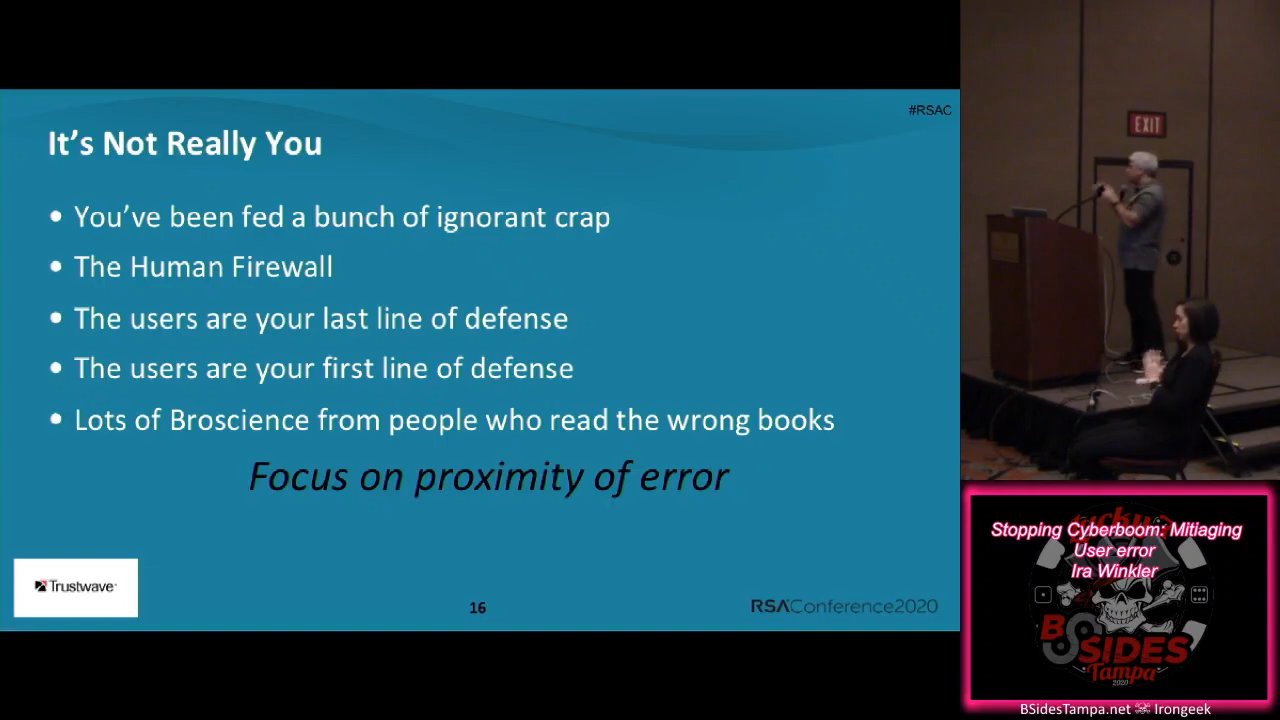 #RSAC
It's Not Really You
• You've been fed a bunch of ignorant crap
• The Human Firewall
• The users are your last line of defense
• The users are your first line of defense
• Lots of Broscience from people who read the wrong books
Focus on proximity of error
Trustwave
16
RSAConference2020
EXIT
Stopping Cyberboom: Mitiaging
User error
Ira Winkler
B SIDES
Tampa
2020
BSidesTampa.net Irongeek